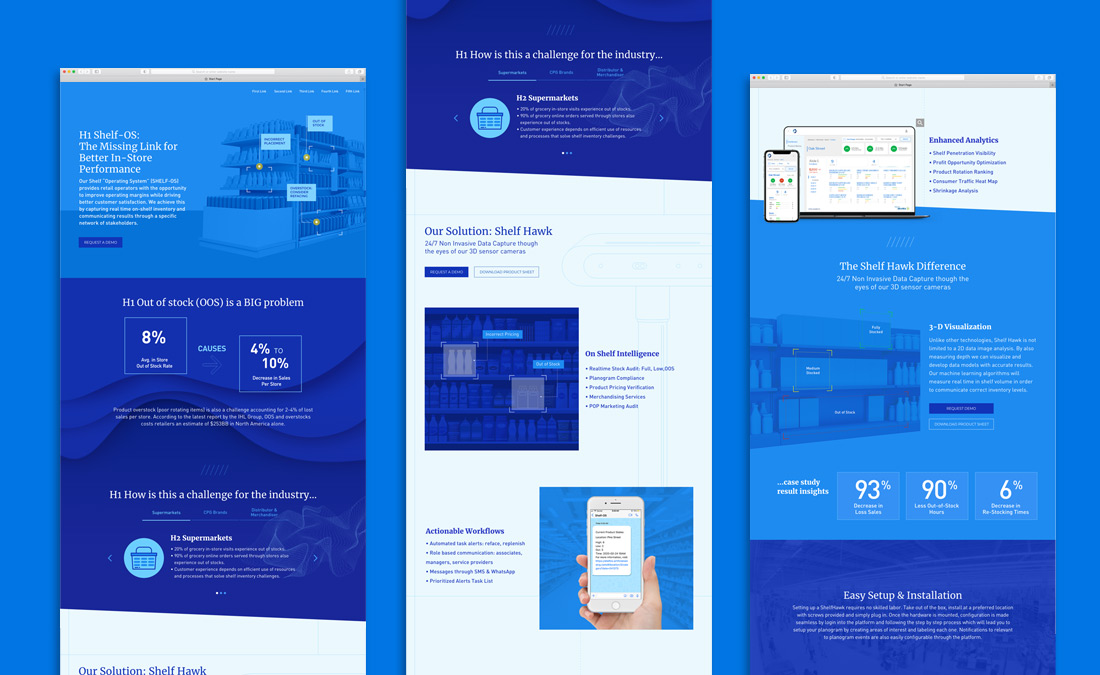 Start Page
First Link
Second Link
Third Link
Fourth Link
Fifth Link
H1 Shelf-OS:
The Missing Link for
Better In-Store
Performance
Our Shelf "Operating System" (SHELF-OS)
provides retail operators with the opportunity
to improve operating margins while driving
better customer satisfaction. We achieve this
by capturing real time on-shelf inventory and
communicating results through a specific
network of stakeholders.
REQUEST A DEMO
OUT OF
STOCK
INCORRECT
PLACEMENT
OVERSTOCK,
CONSIDER
DETAILING
H1 Out of stock (OOS) is a BIG problem
8%
Avg. in Store
Out of Stock Rate
CAUSES
4% TO
10%
Decrease in Sales
Per Store
Product overstock (poor rotating items) is also a challenge accounting for 2-4% of lost
sales per store. According to the latest report by the IHL Group, OOS and overstocks
costs retailers an estimate of $253Bill in North America alone.
H1 How is this a challenge for the industry...
Supermarkets
CPG Brands
Distributor &
Merchandiser
H2 Supermarkets
• 20% of grocery in-store visits experience out of stocks.
• 90% of grocery online orders served through stores also
experience out of stocks.
• Customer experience depends on efficient use of resources
and processes that solve shelf inventory challenges.
Our Solution: Shelf Hawk
H1 How is this a challenge for the industry...
Supermarkets
CPG Brands
Distributor &
Merchandiser
H2 Supermarkets
• 20% of grocery in-store visits experience out of stocks.
• 90% of grocery online orders served through stores also
experience out of stocks.
• Customer experience depends on efficient use of resources
and processes that solve shelf inventory challenges.
Our Solution: Shelf Hawk
24/7 Non Invasive Data Capture though
the eyes of our 3D sensor cameras
REQUEST A DEMO
DOWNLOAD PRODUCT SHEET
Incorrect Pricing
Out of Stock
On Shelf Intelligence
• Realtime Stock Audit: Full, Low,OOS
• Planogram Compliance
• Product Pricing Verification
• Merchandising Services
• POP Marketing Audit
Actionable Workflows
• Automated task alerts: reface, replenish
• Role based communication: associates,
managers, service providers
• Messages through SMS & WhatsApp
• Prioritized Alerts Task List
Shelf OS
Start Page
Enhanced Analytics
• Shelf Penetration Visibility
• Profit Opportunity Optimization
• Product Rotation Ranking
• Consumer Traffic Heat Map
• Shrinkage Analysis
The Shelf Hawk Difference
24/7 Non Invasive Data Capture though the
eyes of our 3D sensor cameras
Fully
Stocked
Medium
Stocked
Out of Stock
3-D Visualization
Unlike other technologies, Shelf Hawk is not
limited to a 2D data image analysis. By also
measuring depth we can visualize and
develop data models with accurate results.
Our machine learning algorithms will
measure real time in shelf volume in order
to communicate correct inventory levels.
REQUEST DEMO
DOWNLOAD PRODUCT SHEET
...case study
result insights
93%
Decrease in
Loss Sales
90%
Less Out-of-Stock
Hours
6%
Decrease in
Re-Stocking Times
Easy Setup & Installation
Setting up a ShelfHawk requires no skilled labor. Take out of the box, install at a preferred location
with screws provided and simply plug in. Once the hardware is mounted, configuration is made
seamless by login into the platform and following the step by step process which will lead you to
setup your planogram by creating areas of interest and labeling each one. Notifications to relevant
to planogram events are also easily configurable through the platform.